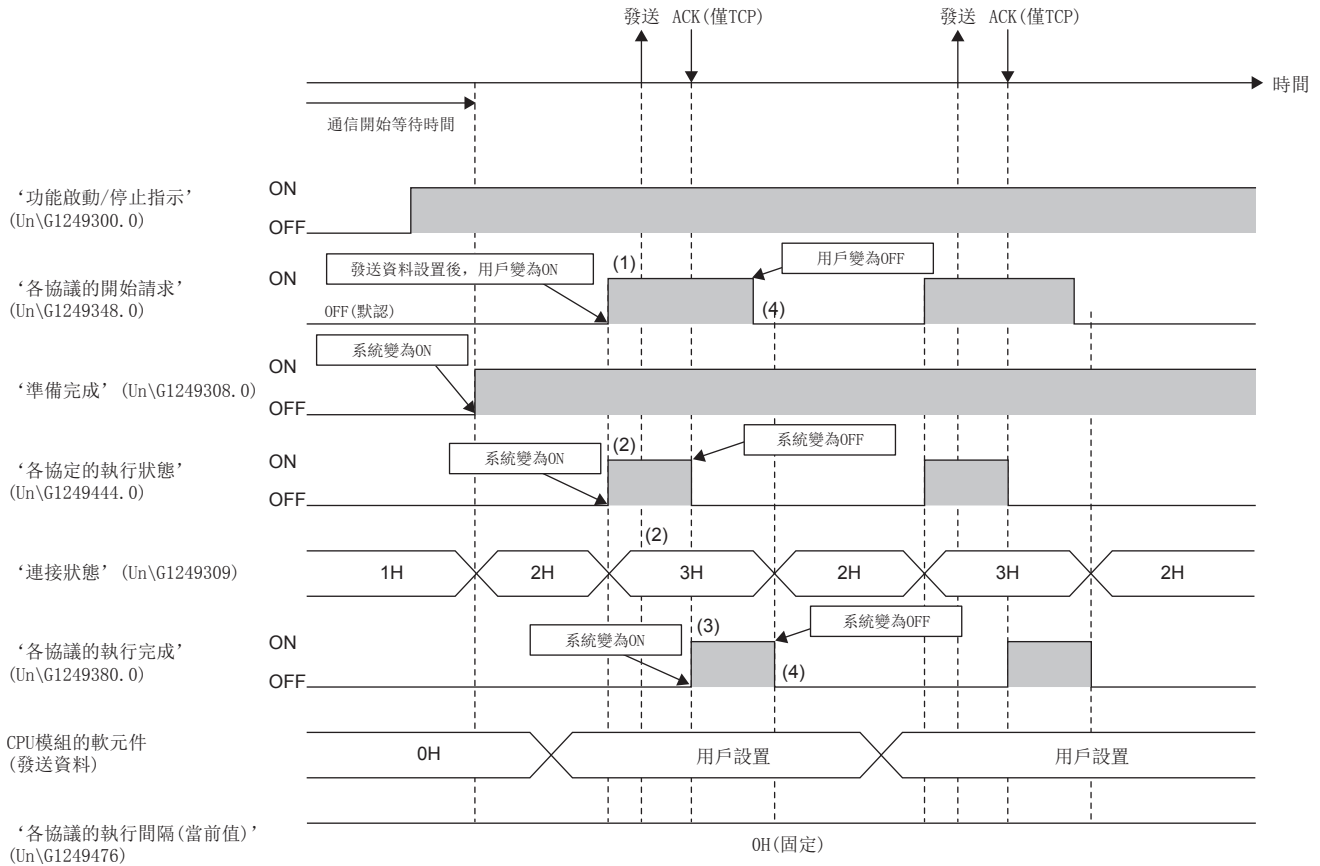 發送 ACK(僅TCP)
發送 ACK(僅TCP)
時間
通信開始等待時間
‘功能啟動/停止指示’
(Un\G1249300.0)
ON
OFF
‘各協議的開始請求’
(Un\G1249348.0)
ON
OFF(默認)
發送資料設置後，用戶變為ON
(1)
用戶變為OFF
(4)
系統變為ON
‘準備完成’(Un\G1249308.0)
ON
OFF
‘各協定的執行狀態’
(Un\G1249444.0)
ON
OFF
系統變為ON
(2)
系統變為OFF
(2)
‘連接狀態’(Un\G1249309)
1H
2H
3H
2H
3H
2H
‘各協議的執行完成’
(Un\G1249380.0)
ON
OFF
系統變為ON
(3)
系統變為OFF
(4)
CPU模組的軟元件
(發送資料)
0H
用戶設置
用戶設置
‘各協議的執行間隔(當前值)’
(Un\G1249476)
0H(固定)